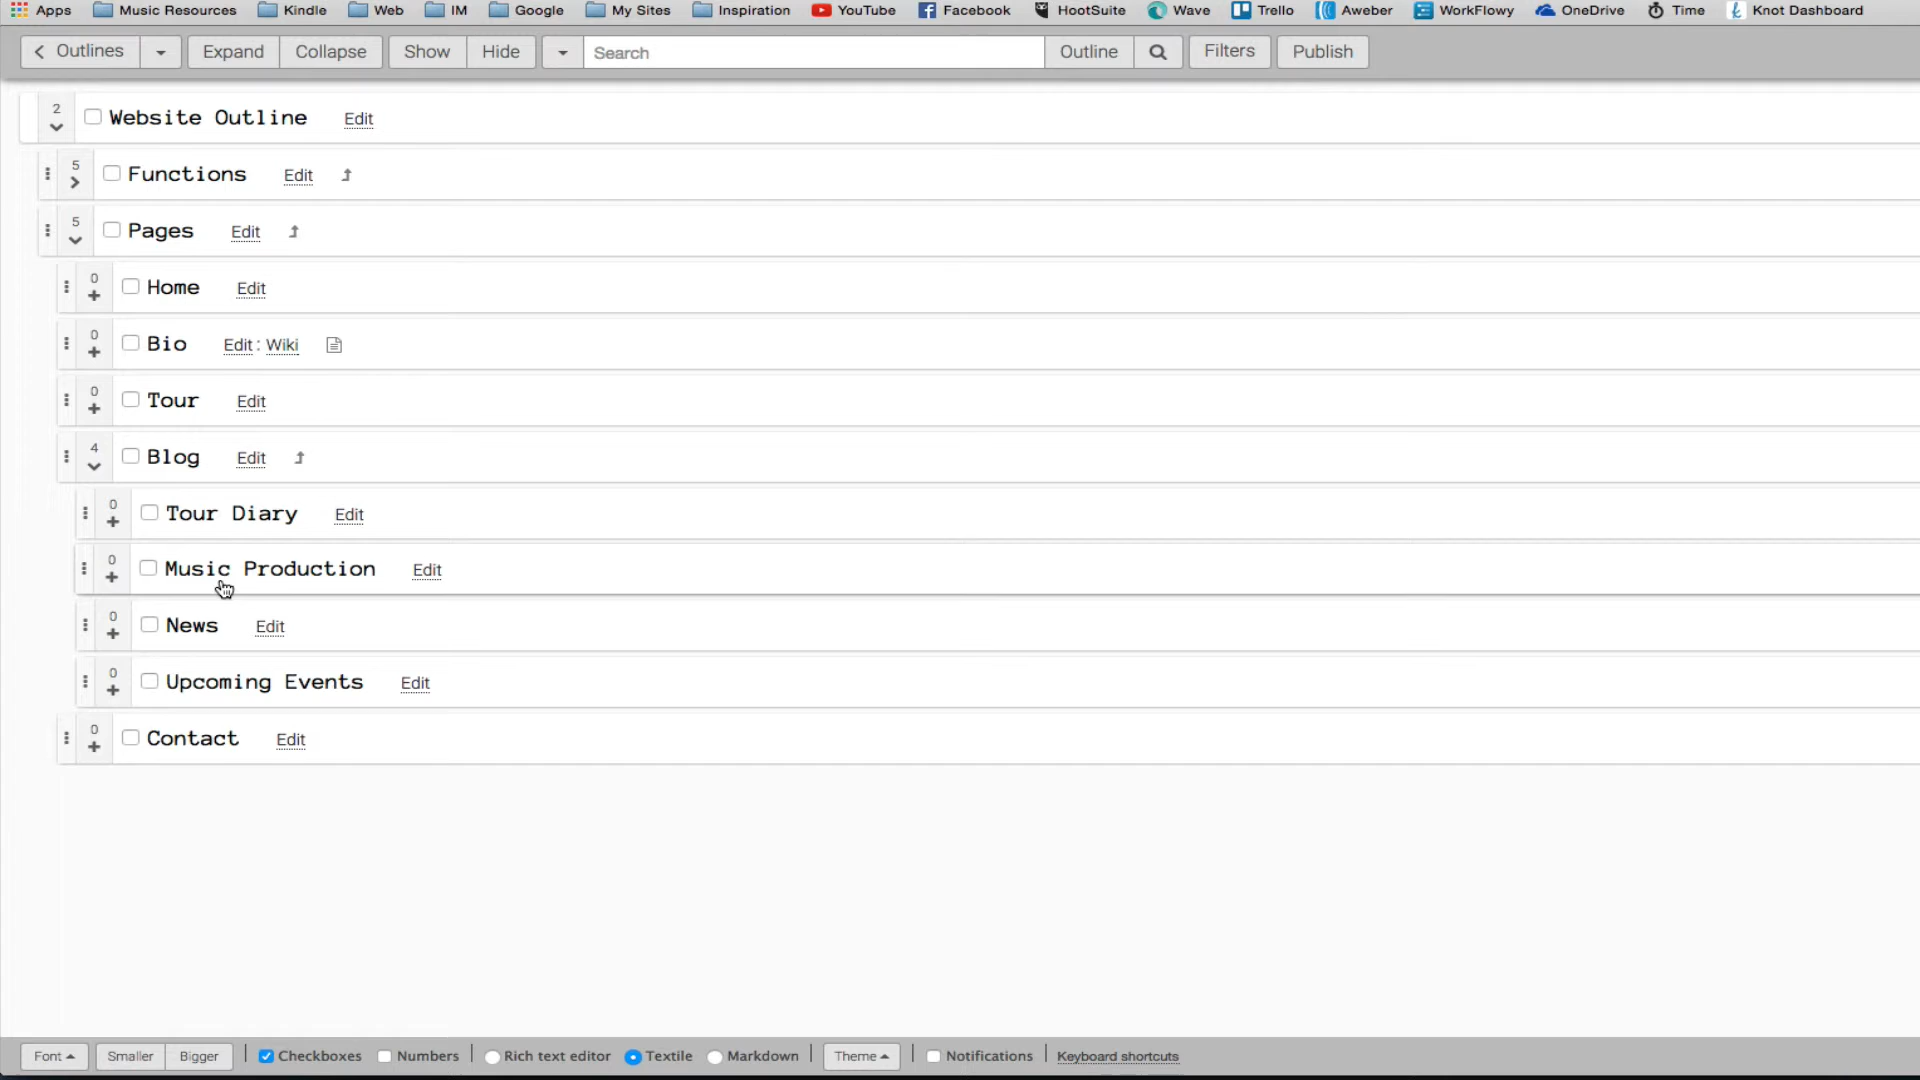 Apps Music Resources Kindle Web IM Google My Sites Inspiration YouTube Facebook HootSuite Wave Trello Aweber WorkFlowy OneDrive Time Knot Dashboard
Outlines Expand Collapse Show Hide Search Outline Filters Publish
2 Website Outline Edit
5 Functions Edit
5 Pages Edit
0 Home Edit
0 Bio Edit : Wiki
0 Tour Edit
4 Blog Edit
0 Tour Diary Edit
0 Music Production Edit
0 News Edit
0 Upcoming Events Edit
0 Contact Edit
Font Smaller Bigger Checkboxes Numbers Rich text editor Textile Markdown Theme Notifications Keyboard shortcuts